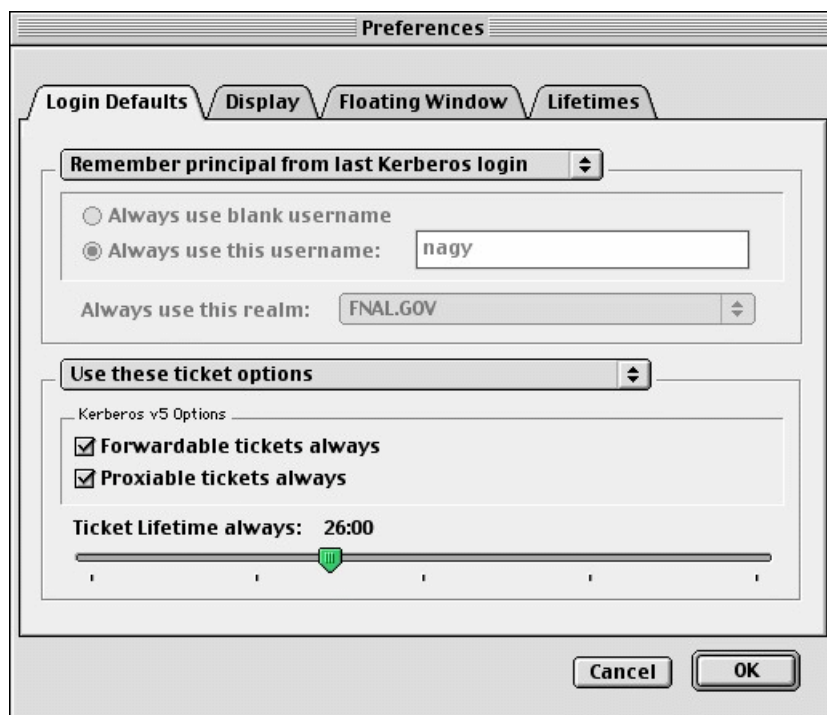 Preferences
Login Defaults Display Floating Window Lifetimes
Remember principal from last Kerberos login
Always use blank username
Always use this username: nagy
Always use this realm: FNAL.GOV
Use these ticket options
Kerberos v5 Options
Forwardable tickets always
Proxiable tickets always
Ticket Lifetime always: 26:00
Cancel OK